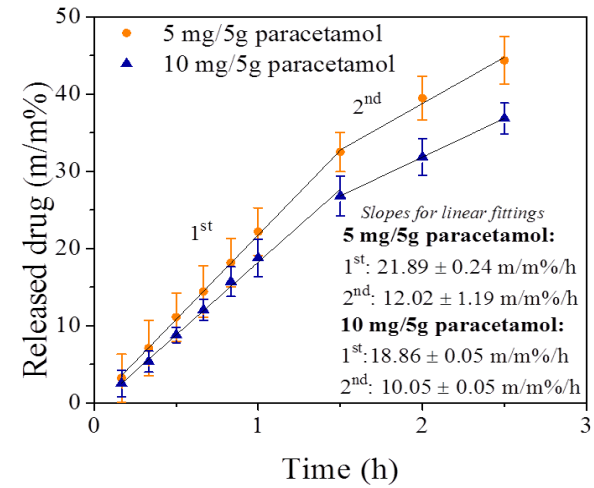 50
40
30
20
10
0
Released drug (m/m%)
5 mg/5g paracetamol
10 mg/5g paracetamol
1st
2nd
Slopes for linear fittings
5 mg/5g paracetamol:
1st: 21.89 ± 0.24 m/m%/h
2nd: 12.02 ± 1.19 m/m%/h
10 mg/5g paracetamol:
1st:18.86 ± 0.05 m/m%/h
2nd: 10.05 ± 0.05 m/m%/h
0 1 2 3
Time (h)